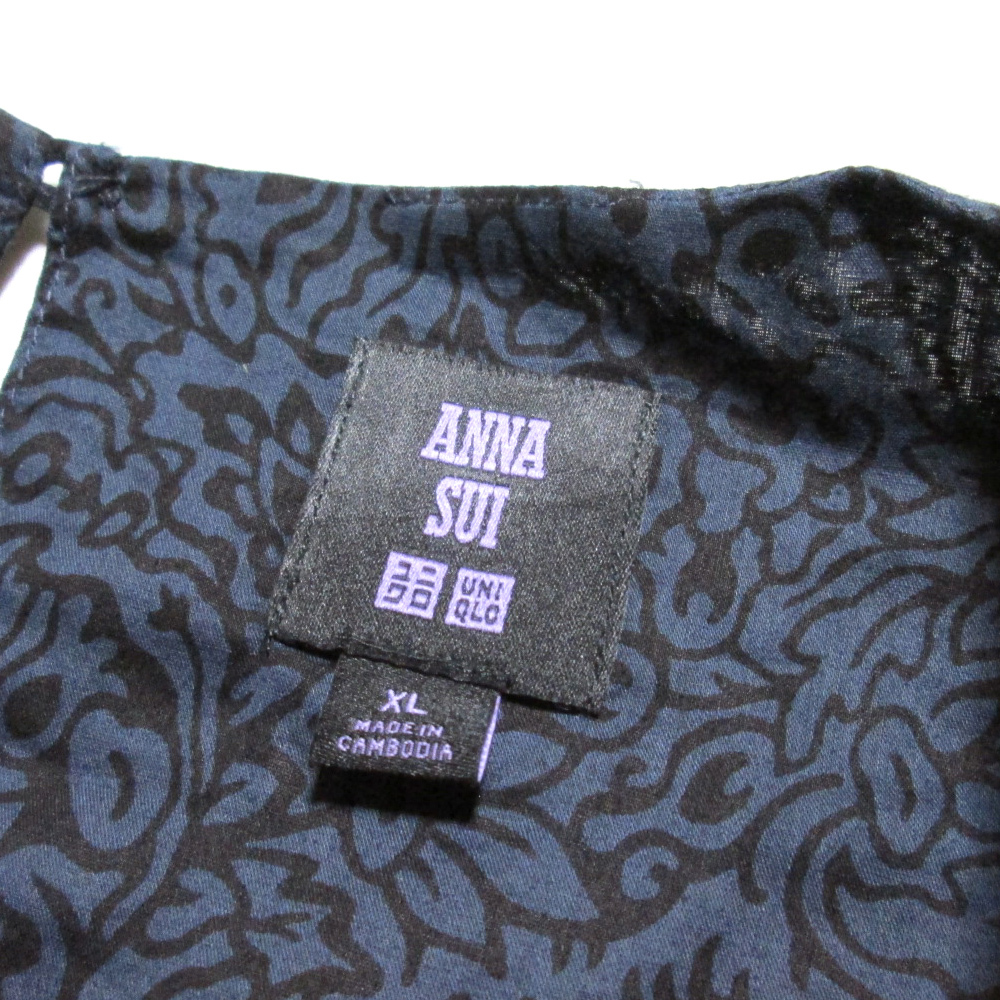 ANNA
SUI
ユニ UNI
クロ QLO
XL
MADE IN
CAMBODIA